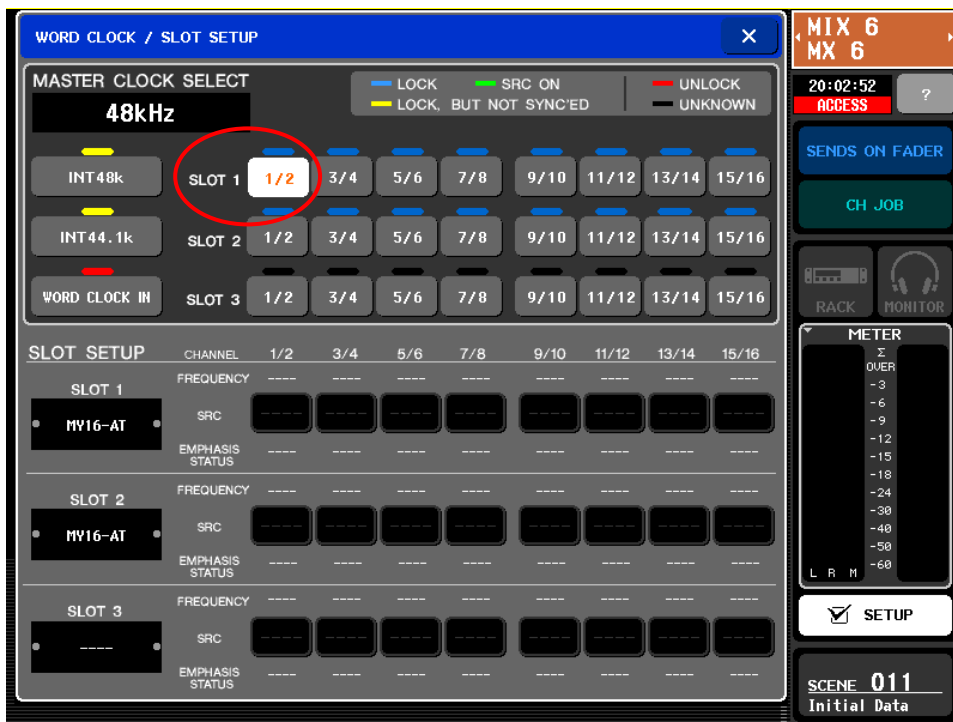 WORD CLOCK / SLOT SETUP
×
MIX 6
MX 6
MASTER CLOCK SELECT
48kHz
LOCK SRC ON UNLOCK
LOCK, BUT NOT SYNC'ED UNKNOWN
20:02:52
ACCESS
?
INT48k SLOT 1 1/2 3/4 5/6 7/8 9/10 11/12 13/14 15/16
INT44.1k SLOT 2 1/2 3/4 5/6 7/8 9/10 11/12 13/14 15/16
WORD CLOCK IN SLOT 3 1/2 3/4 5/6 7/8 9/10 11/12 13/14 15/16
SENDS ON FADER
CH JOB
RACK MONITOR
SLOT SETUP CHANNEL 1/2 3/4 5/6 7/8 9/10 11/12 13/14 15/16
SLOT 1
MY16-AT
FREQUENCY ---- ---- ---- ---- ---- ---- ---- ----
SRC ---- ---- ---- ---- ---- ---- ---- ----
EMPHASIS STATUS ---- ---- ---- ---- ---- ---- ---- ----
SLOT 2
MY16-AT
FREQUENCY ---- ---- ---- ---- ---- ---- ---- ----
SRC ---- ---- ---- ---- ---- ---- ---- ----
EMPHASIS STATUS ---- ---- ---- ---- ---- ---- ---- ----
SLOT 3
----
FREQUENCY ---- ---- ---- ---- ---- ---- ---- ----
SRC ---- ---- ---- ---- ---- ---- ---- ----
EMPHASIS STATUS ---- ---- ---- ---- ---- ---- ---- ----
METER
Σ
OVER
-3
-6
-9
-12
-15
-18
-24
-30
-40
-50
-60
L R M
SETUP
SCENE 011
Initial Data